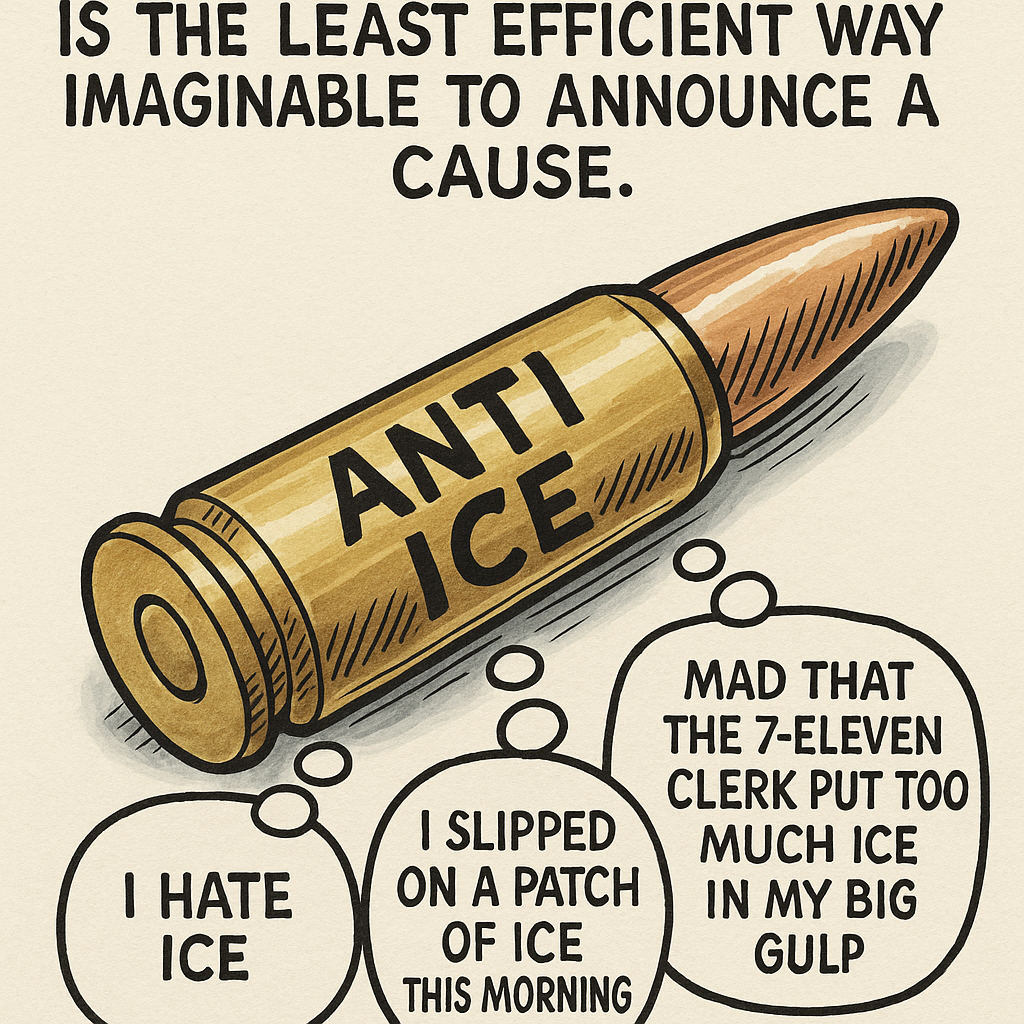 IS THE LEAST EFFICIENT WAY
IMAGINABLE TO ANNOUNCE A
CAUSE.
ANTI
ICE
I HATE
ICE
I SLIPPED
ON A PATCH
OF ICE
THIS MORNING
MAD THAT
THE 7-ELEVEN
CLERK PUT TOO
MUCH ICE
IN MY BIG
GULP